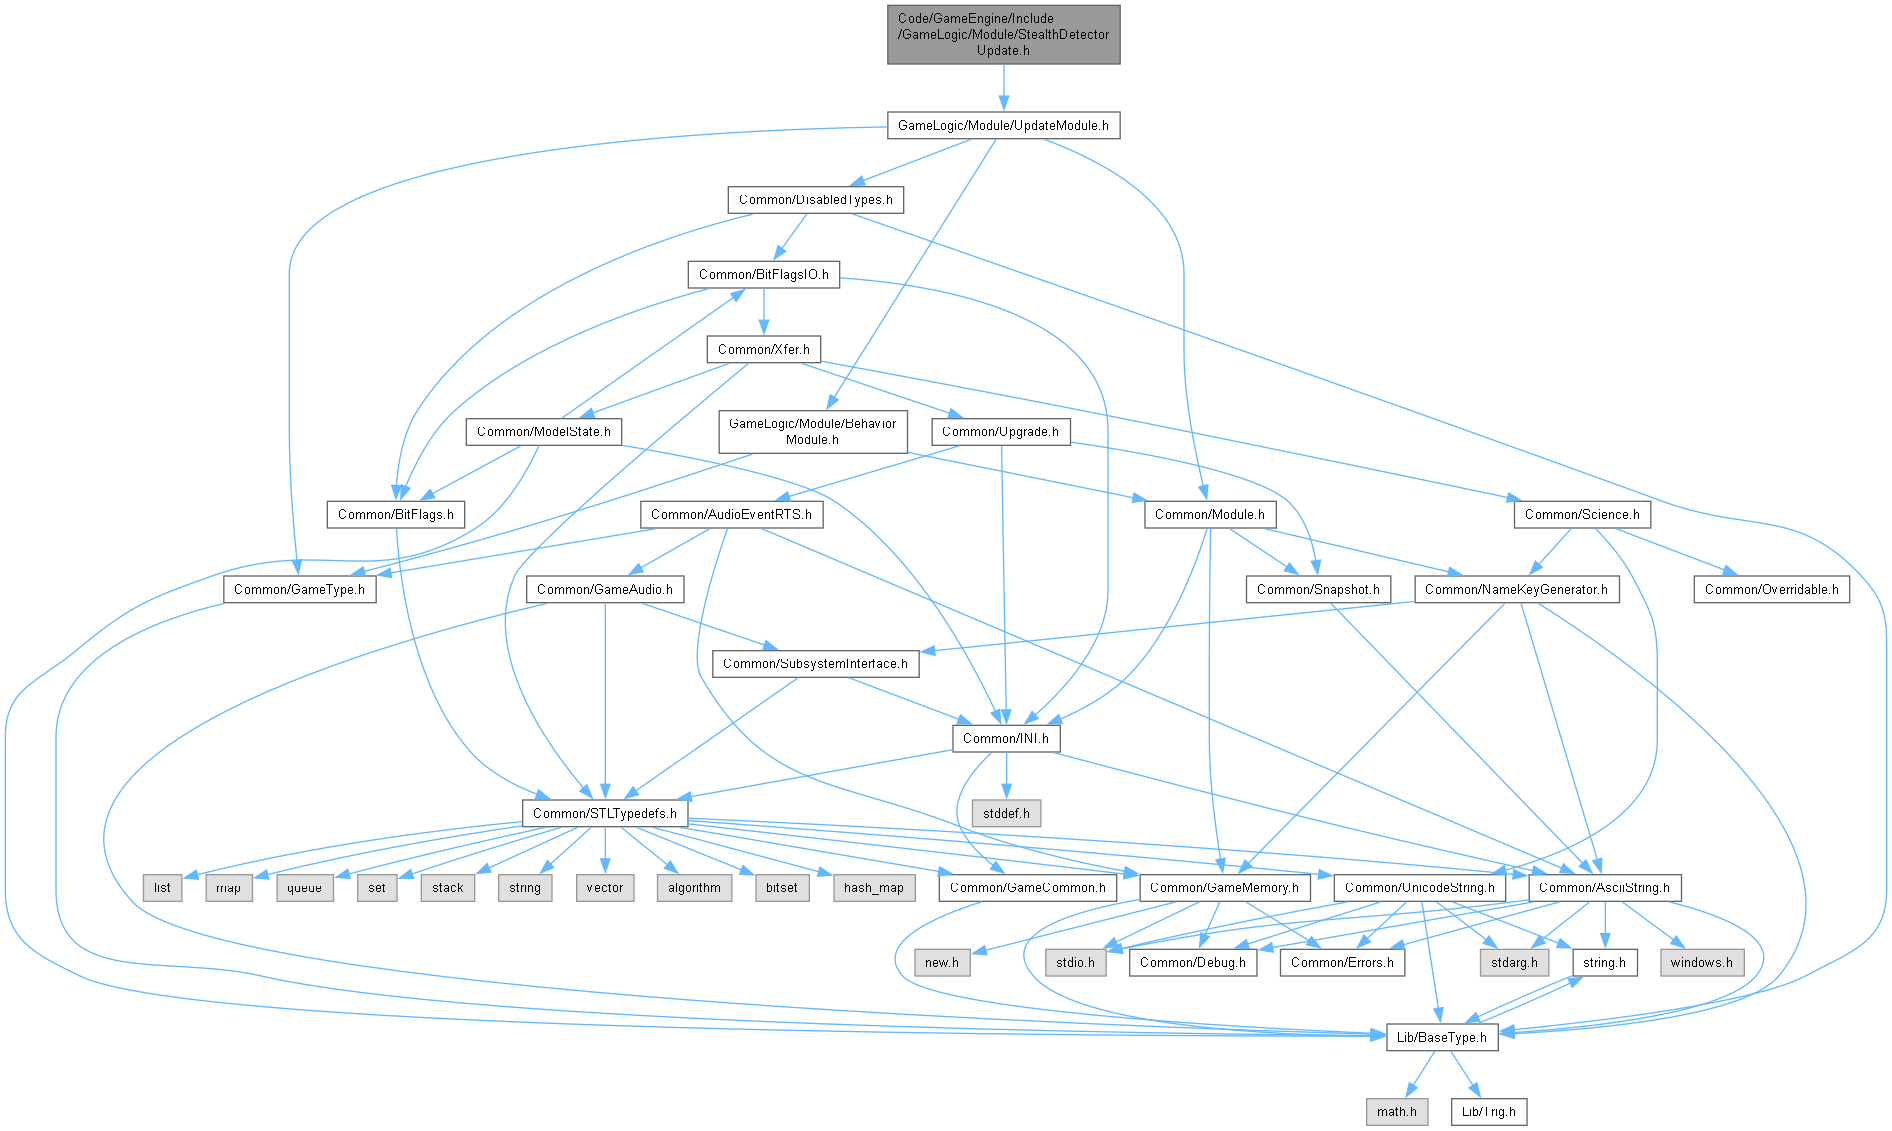 Code/GameEngine/Include
/GameLogic/Module/StealthDetector
Update.h
GameLogic/Module/UpdateModule.h
Common/DisabledTypes.h
Common/BitFlagsIO.h
Common/Xfer.h
Common/ModelState.h
GameLogic/Module/Behavior
Module.h
Common/Upgrade.h
Common/BitFlags.h
Common/AudioEventRTS.h
Common/Module.h
Common/Science.h
Common/GameType.h
Common/GameAudio.h
Common/Snapshot.h
Common/NameKeyGenerator.h
Common/Overridable.h
Common/SubsystemInterface.h
Common/INI.h
Common/STLTypedefs.h
stddef.h
list
map
queue
set
stack
string
vector
algorithm
bitset
hash_map
Common/GameCommon.h
Common/GameMemory.h
Common/UnicodeString.h
Common/AsciiString.h
new.h
stdio.h
Common/Debug.h
Common/Errors.h
stdarg.h
string.h
windows.h
Lib/BaseType.h
math.h
Lib/Trig.h